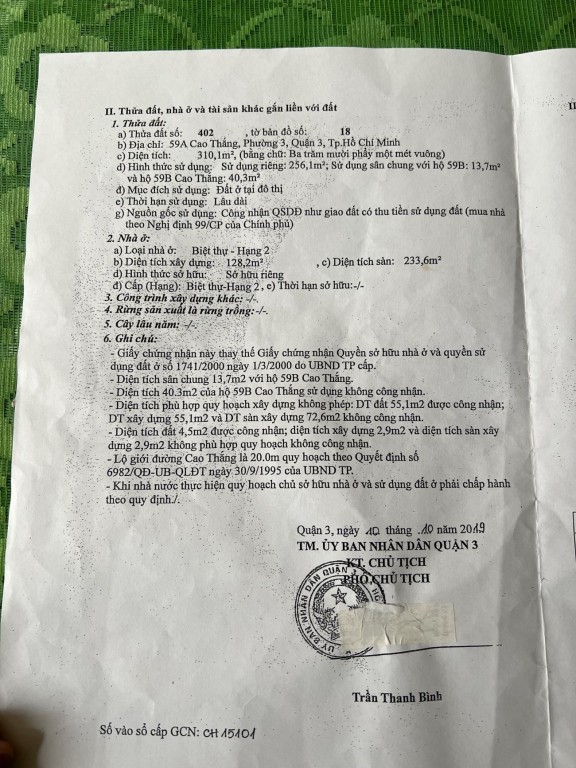 II. Thửa đất, nhà ở và tài sản khác gắn liền với đất
1. Thửa đất:
a) Thửa đất số: 402 , tờ bản đồ số: 18
b) Địa chỉ: 59A Cao Thắng, Phường 3, Quận 3, Tp.Hồ Chí Minh
c) Diện tích: 310,1m², (bằng chữ: Ba trăm mười phẩy một mét vuông)
d) Hình thức sử dụng: Sử dụng riêng: 256,1m²; Sử dụng sân chung với hộ 59B: 13,7m²
và hộ 59B Cao Thắng: 40,3m²
đ) Mục đích sử dụng: Đất ở tại đô thị
e) Thời hạn sử dụng: Lâu dài
g) Nguồn gốc sử dụng: Công nhận QSDĐ như giao đất có thu tiền sử dụng đất (mua nhà
theo Nghị định 99/CP của Chính phủ)
2. Nhà ở:
a) Loại nhà ở: Biệt thự - Hạng 2
b) Diện tích xây dựng: 128,2m² , c) Diện tích sàn: 233,6m²
d) Hình thức sở hữu: Sở hữu riêng
đ) Cấp (Hạng): Biệt thự-Hạng 2 , e) Thời hạn sở hữu:-/-
3. Công trình xây dựng khác: -/-.
4. Rừng sản xuất là rừng trồng:-/-.
5. Cây lâu năm: -/-.
6. Ghi chú:
- Giấy chứng nhận này thay thế Giấy chứng nhận Quyền sở hữu nhà ở và quyền sử
dụng đất ở số 1741/2000 ngày 1/3/2000 do UBND TP cấp.
- Diện tích sân chung 13,7m2 với hộ 59B Cao Thắng.
- Diện tích 40.3m2 của hộ 59B Cao Thắng sử dụng không công nhận.
- Diện tích phù hợp quy hoạch xây dựng không phép: DT đất 55,1m2 được công nhận;
DT xây dựng 55,1m2 và DT sàn xây dựng 72,6m2 không công nhận.
- Diện tích đất 4,5m2 được công nhận; diện tích xây dựng 2,9m2 và diện tích sàn xây
dựng 2,9m2 không phù hợp quy hoạch không công nhận.
- Lộ giới đường Cao Thắng là 20.0m quy hoạch theo Quyết định số
6982/QĐ-UB-QLĐT ngày 30/9/1995 của UBND TP.
- Khi nhà nước thực hiện quy hoạch chủ sở hữu nhà ở và sử dụng đất ở phải chấp hành
theo quy định./.
Quận 3, ngày 10 tháng .10 năm 2019
TM. ỦY BAN NHÂN DÂN QUẬN 3
KT. CHỦ TỊCH
PHÓ CHỦ TỊCH
ỦY BAN NHÂN DÂN QUẬN 3
Trần Thanh Bình
Số vào sổ cấp GCN: CH 15101